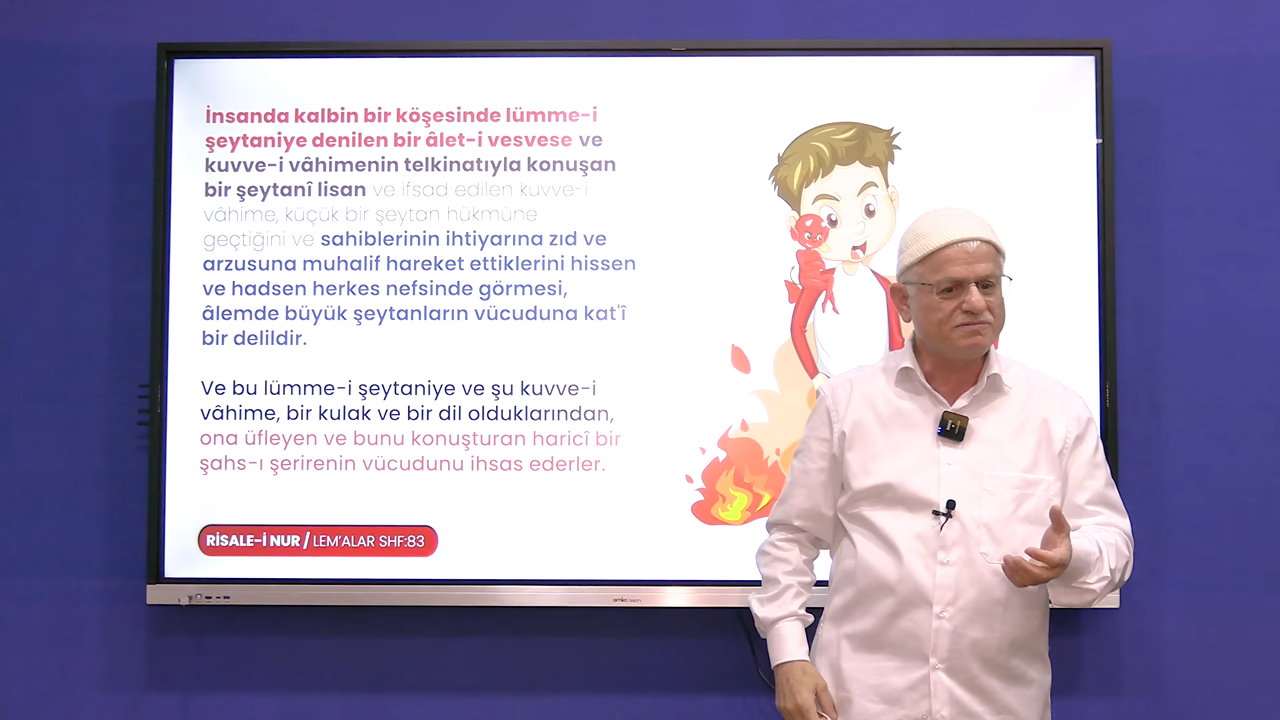 İnsanda kalbin bir köşesinde lümme-i
şeytaniye denilen bir âlet-i vesvese ve
kuvve-i vâhimenin telkinatıyla konuşan
bir şeytanî lisan ve ifsad edilen kuvve-i
vâhime, küçük bir şeytan hükmüne
geçtiğini ve sahiblerinin ihtiyarına zıd ve
arzusuna muhalif hareket ettiklerini hissen
ve hadsen herkes nefsinde görmesi,
âlemde büyük şeytanların vücuduna kat'î
bir delildir.
Ve bu lümme-i şeytaniye ve şu kuvve-i
vâhime, bir kulak ve bir dil olduklarından,
ona üfleyen ve bunu konuşturan haricî bir
şahs-ı şerirenin vücudunu ihsas ederler.
RİSALE-İ NUR / LEM'ALAR SHF:83